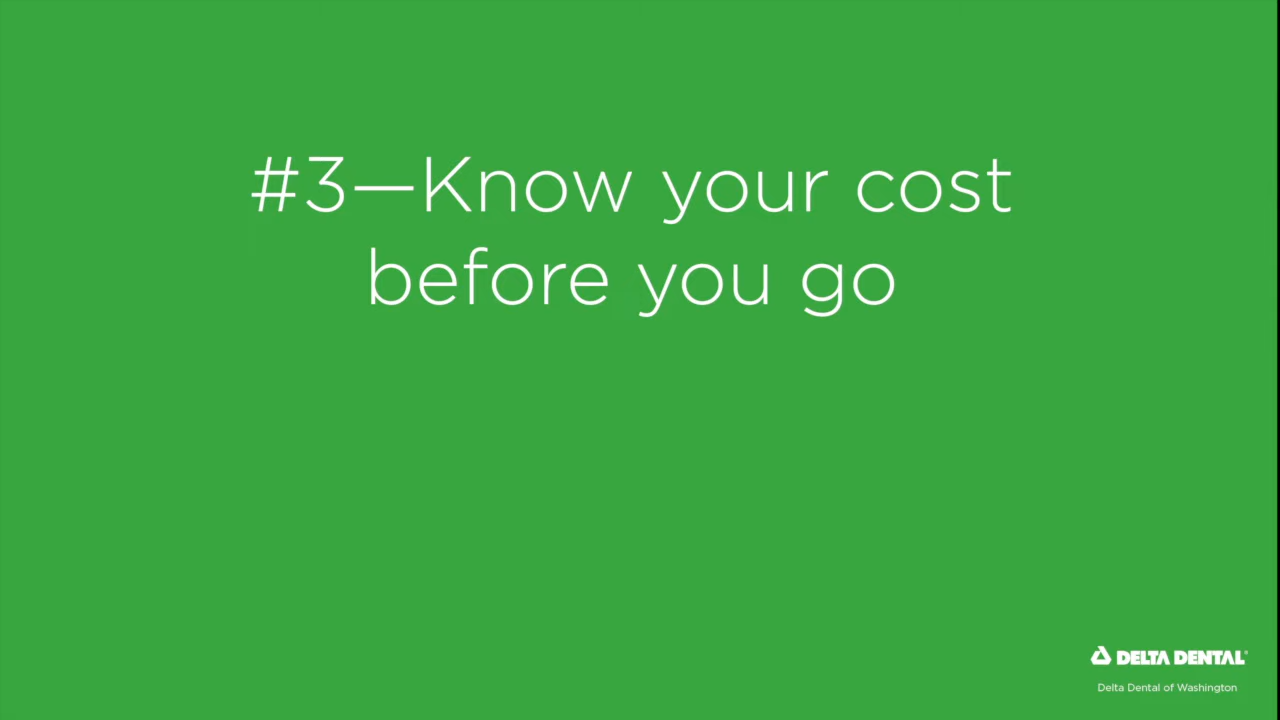 #3—Know your cost
before you go
DELTA DENTAL®
Delta Dental of Washington